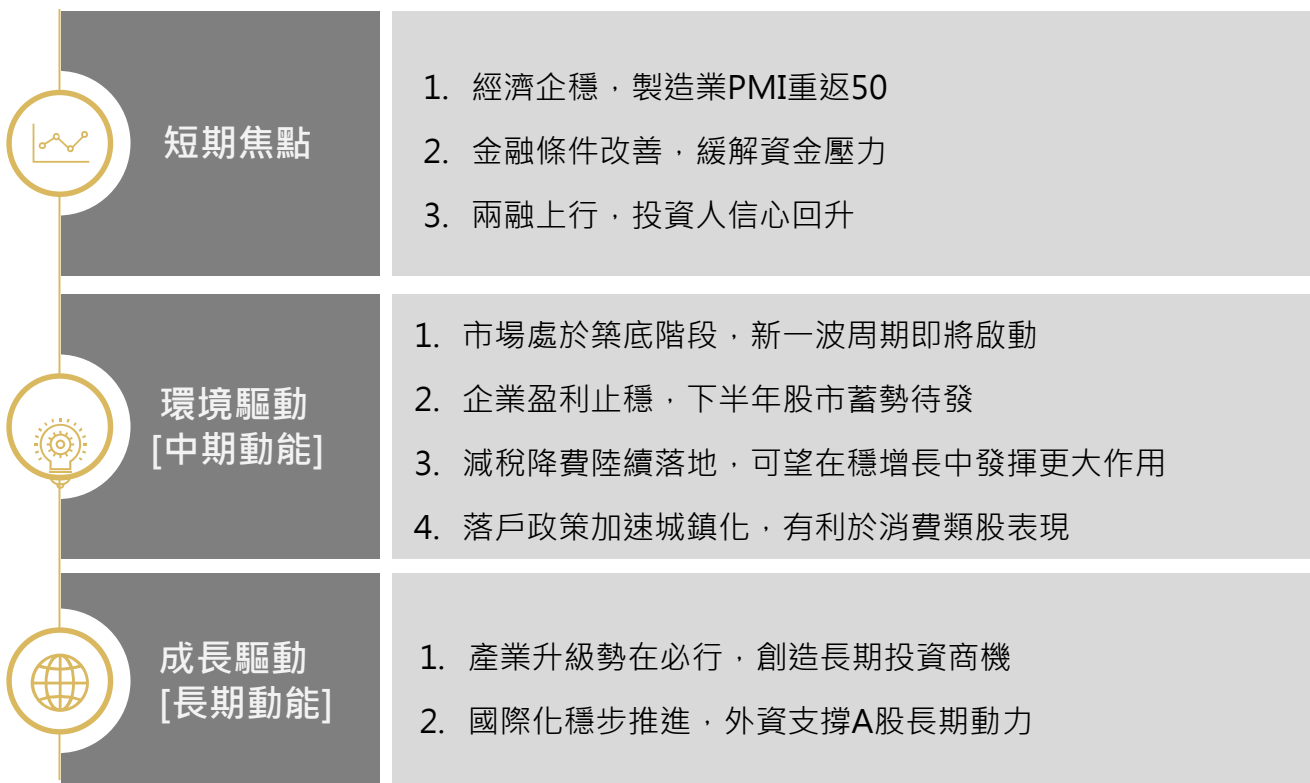 短期焦點
1. 經濟企穩，製造業PMI重返50
2. 金融條件改善，緩解資金壓力
3. 兩融上行，投資人信心回升
環境驅動
[中期動能]
1. 市場處於築底階段，新一波周期即將啟動
2. 企業盈利止穩，下半年股市蓄勢待發
3. 減稅降費陸續落地，可望在穩增長中發揮更大作用
4. 落戶政策加速城鎮化，有利於消費類股表現
成長驅動
[長期動能]
1. 產業升級勢在必行，創造長期投資商機
2. 國際化穩步推進，外資支撐A股長期動力